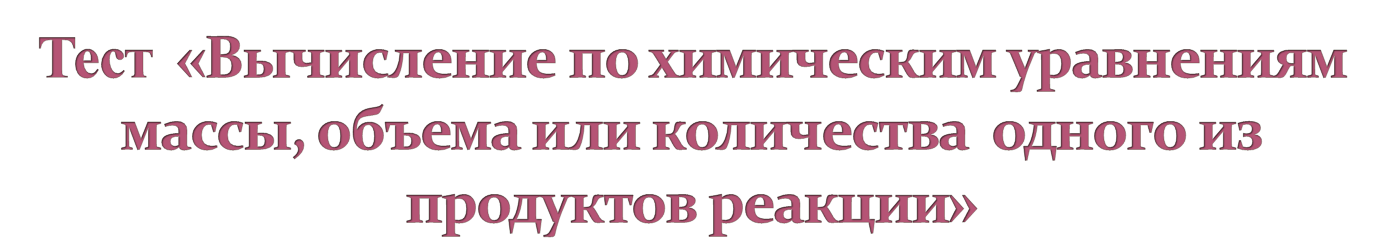 Тест «Вычисление по химическим уравнениям
массы, объема или количества одного из
продуктов реакции»